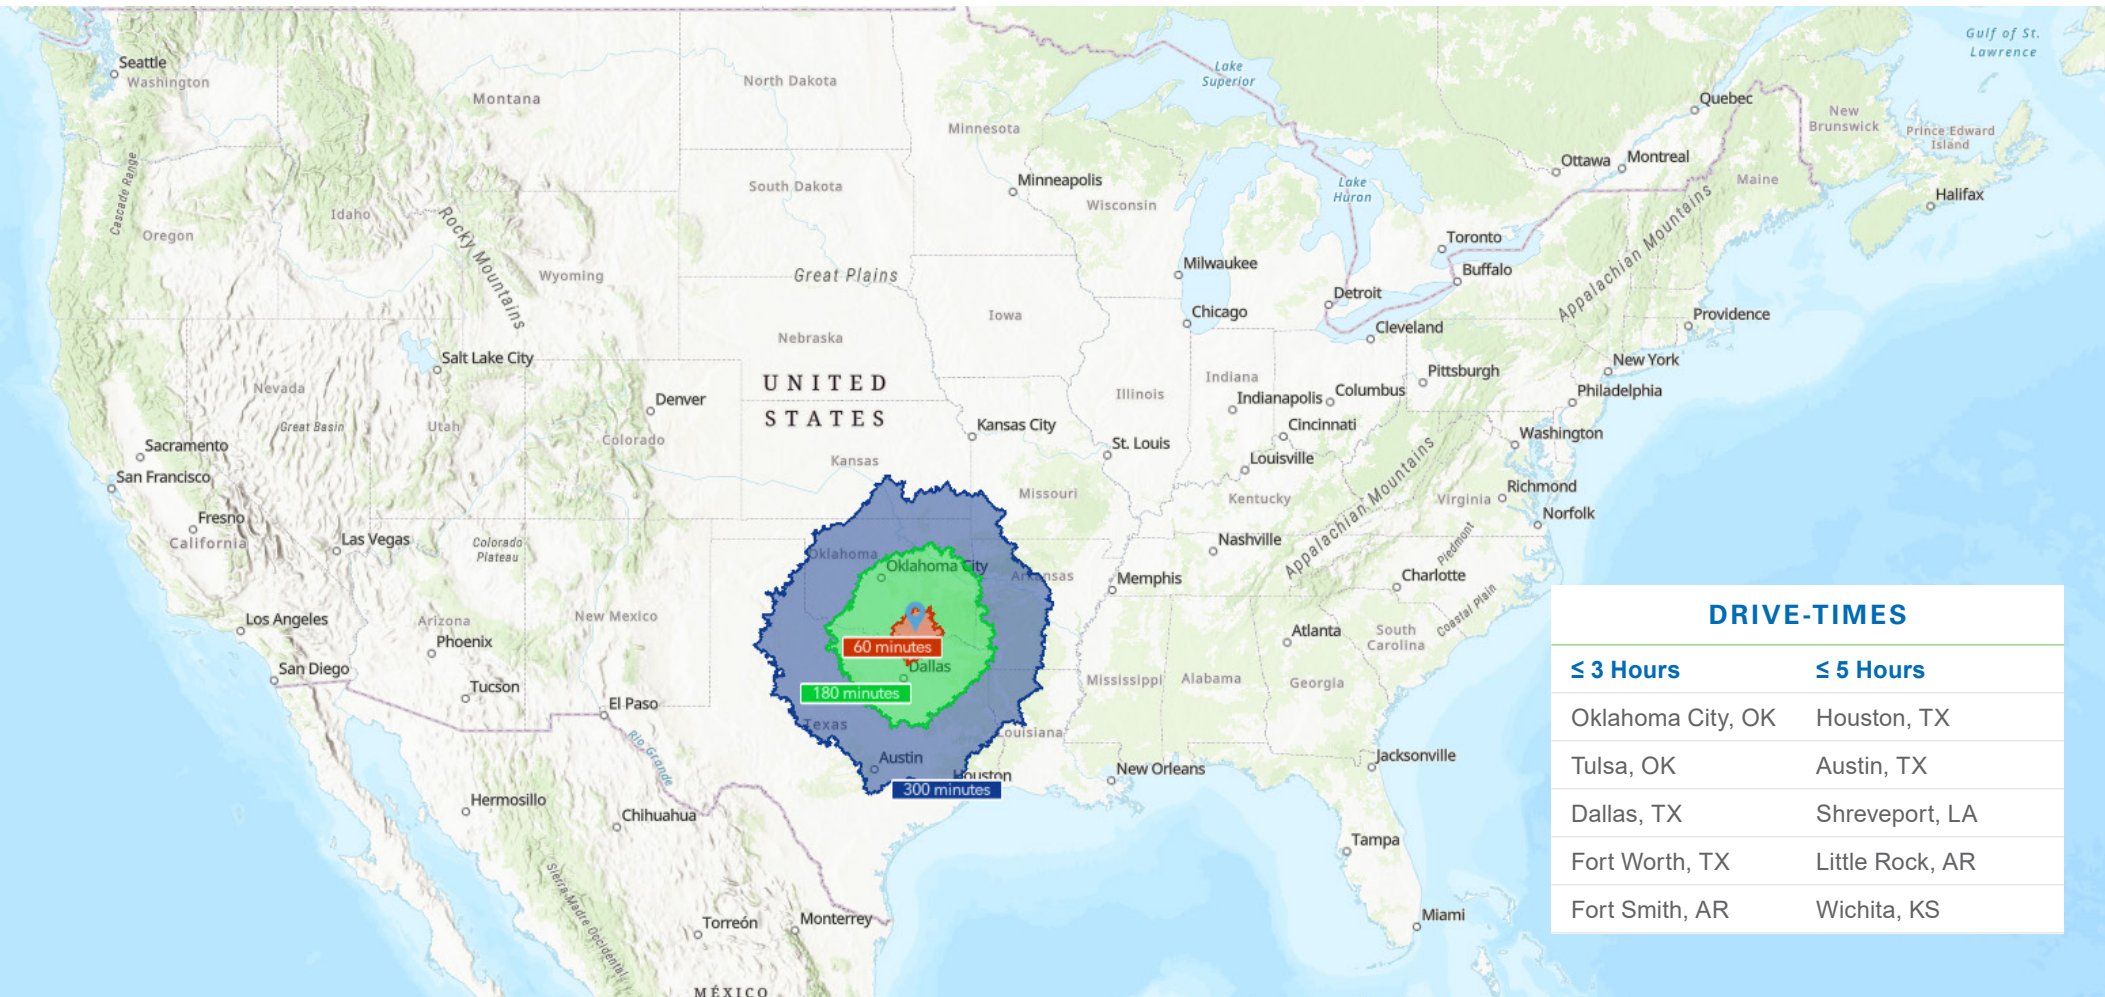 Gulf of St.
Lawrence
Seattle
Washington
Lake
Superior
North Dakota
Montana
Quebec
New
Brunswick
Prince Edward
Island
Minnesota
Cascade Range
Ottawa
Montreal
Minneapolis
South Dakota
Lake
Huron
Maine
Halifax
Wisconsin
Idaho
Rocky Mountains
Oregon
Toronto
Appalachian Mountains
Milwaukee
Buffalo
Great Plains
Wyoming
Detroit
Chicago
Iowa
Providence
Cleveland
Nebraska
Salt Lake City
New York
Pittsburgh
Indiana
UNITED
STATES
Nevada
Illinois
Columbus
Indianapolis
Philadelphia
Denver
Great Basin
Utah
Kansas City
Cincinnati
Washington
Colorado
Sacramento
St. Louis
Louisville
Kansas
San Francisco
Missouri
Kentucky
Appalachian Mountains
Virginia
Richmond
Norfolk
Fresno
California
Las Vegas
Colorado
Plateau
Nashville
Piedmont
Oklahoma
Oklahoma City
Arkansas
Memphis
Charlotte
Coastal Plain
Los Angeles
Arizona
Phoenix
New Mexico
Atlanta
South
Carolina
60 minutes
Dallas
San Diego
Tucson
180 minutes
Mississippi
Alabama
Georgia
El Paso
Texas
Louisiana
Rio Grande
Austin
Houston
300 minutes
New Orleans
Jacksonville
Hermosillo
Chihuahua
Tampa
Sierra Madre Occidental
Torreón
Monterrey
Miami
MÉXICO
DRIVE-TIMES
≤ 3 Hours ≤ 5 Hours
Oklahoma City, OK Houston, TX
Tulsa, OK Austin, TX
Dallas, TX Shreveport, LA
Fort Worth, TX Little Rock, AR
Fort Smith, AR Wichita, KS